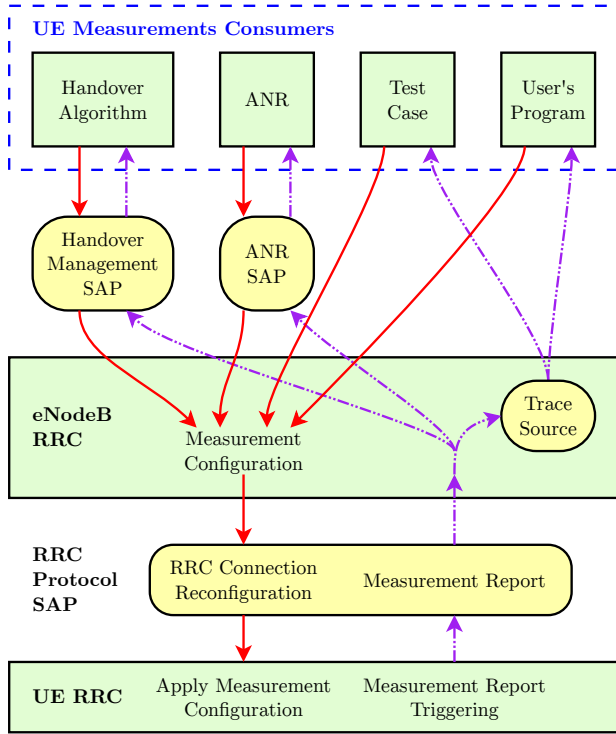 UE Measurements Consumers
Handover
Algorithm
ANR
Test
Case
User's
Program
Handover
Management
SAP
ANR
SAP
eNodeB
RRC
Measurement
Configuration
Trace
Source
RRC
Protocol
SAP
RRC Connection
Reconfiguration
Measurement Report
UE RRC
Apply Measurement
Configuration
Measurement Report
Triggering